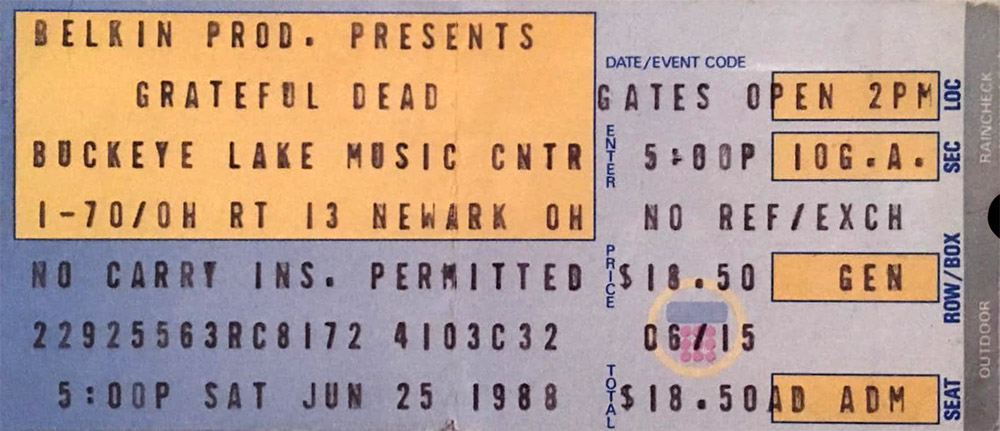 BELKIN PROD. PRESENTS
GRATEFUL DEAD
BUCKEYE LAKE MUSIC CNTR
I-70/OH RT 13 NEWARK OH
NO CARRY INS. PERMITTED
22925563RC8172 4103C32
5:00P SAT JUN 25 1988
DATE/EVENT CODE
GATES OPEN 2PM
LOC
ENTER
5:00P 10G.A.
SEC
NO REF/EXCH
PRICE
$18.50 GEN
ROW/BOX
06/15
TOTAL
$18.50AD ADM
SEAT
RAINCHECK
OUTDOOR